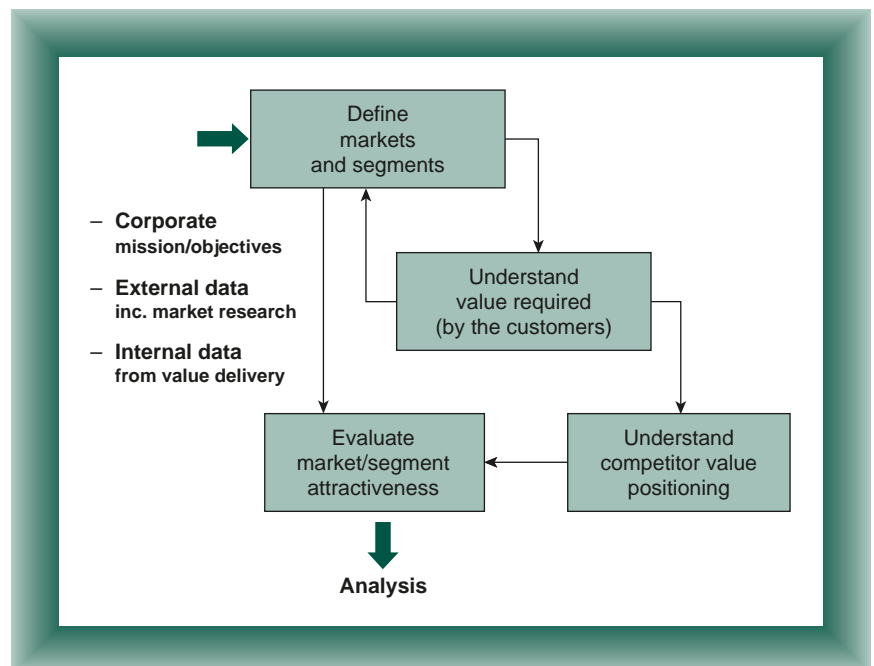 Define
markets
and segments
– Corporate
mission/objectives
– External data
inc. market research
– Internal data
from value delivery
Understand
value required
(by the customers)
Evaluate
market/segment
attractiveness
Understand
competitor value
positioning
Analysis